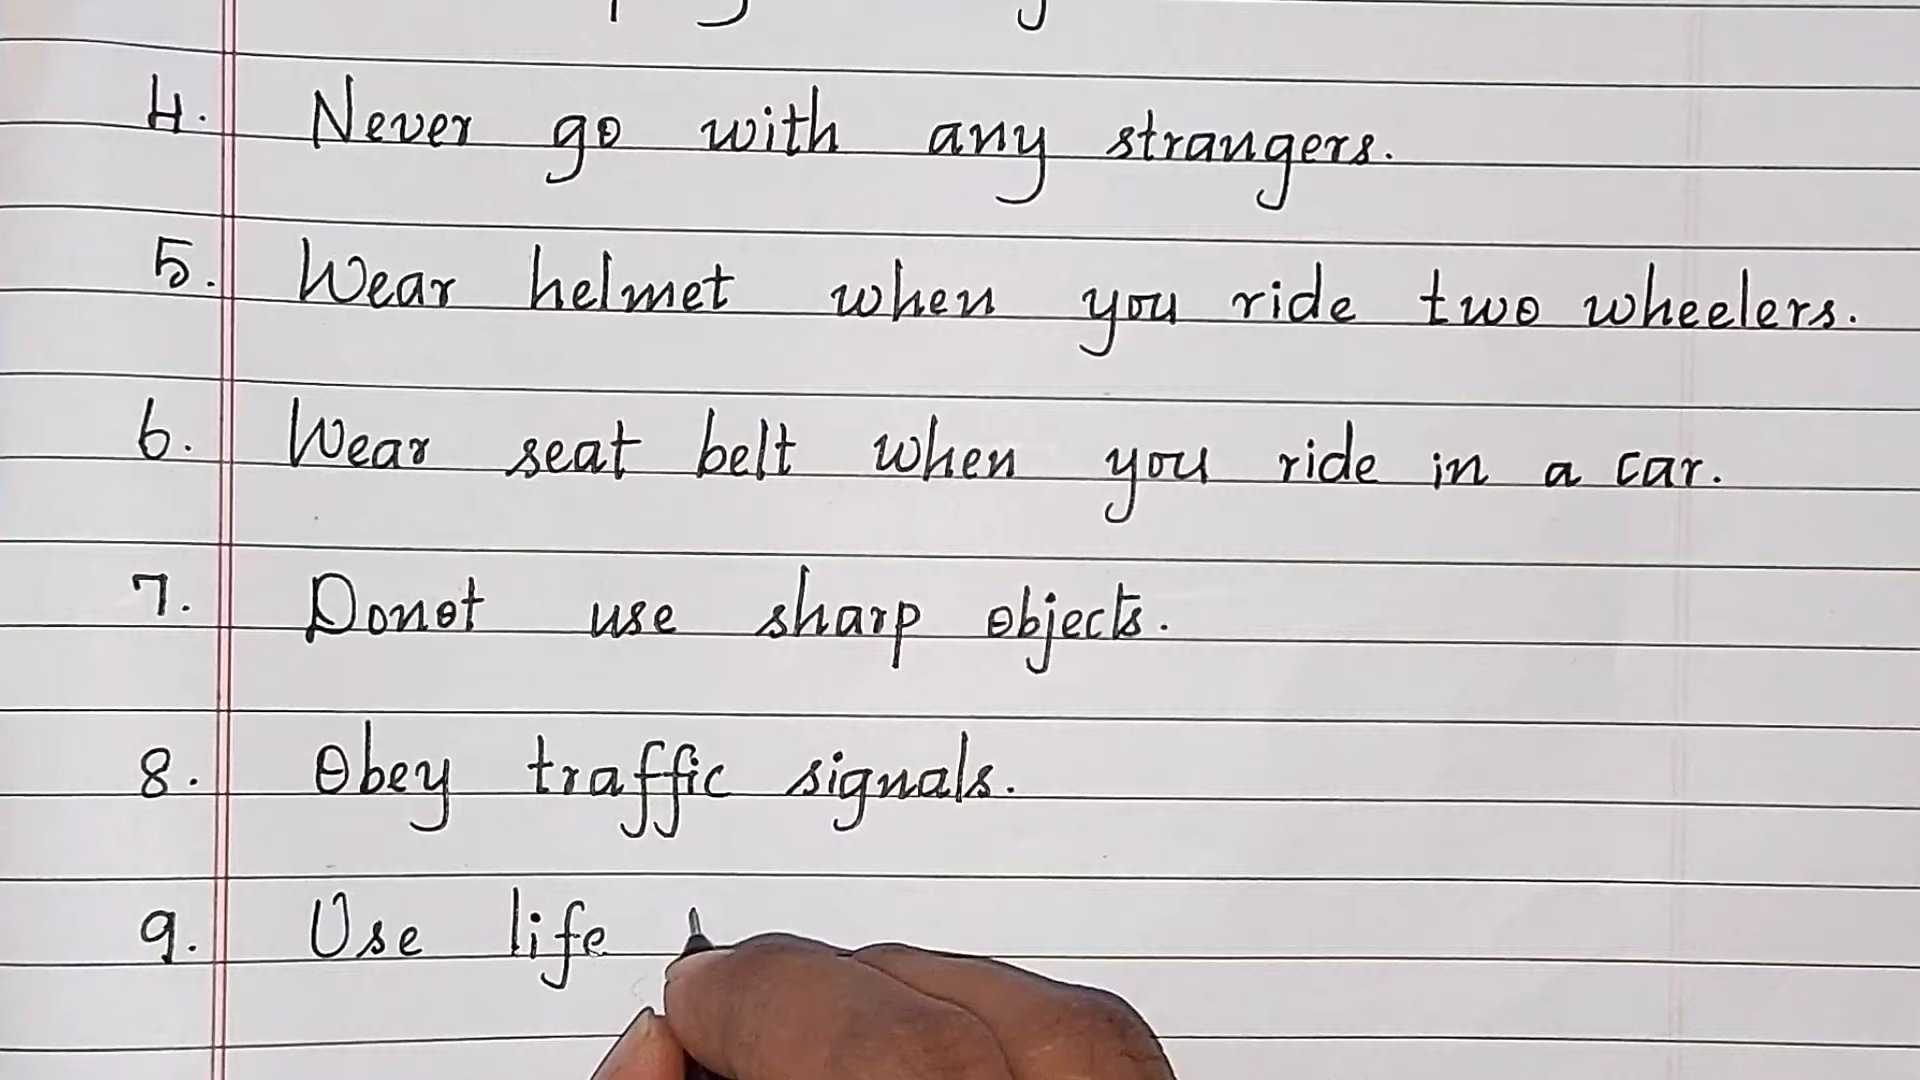 4. Never go with any strangers.
5. Wear helmet when you ride two wheelers.
6. Wear seat belt when you ride in a car.
7. Donot use sharp objects.
8. Obey traffic signals.
9. Use life